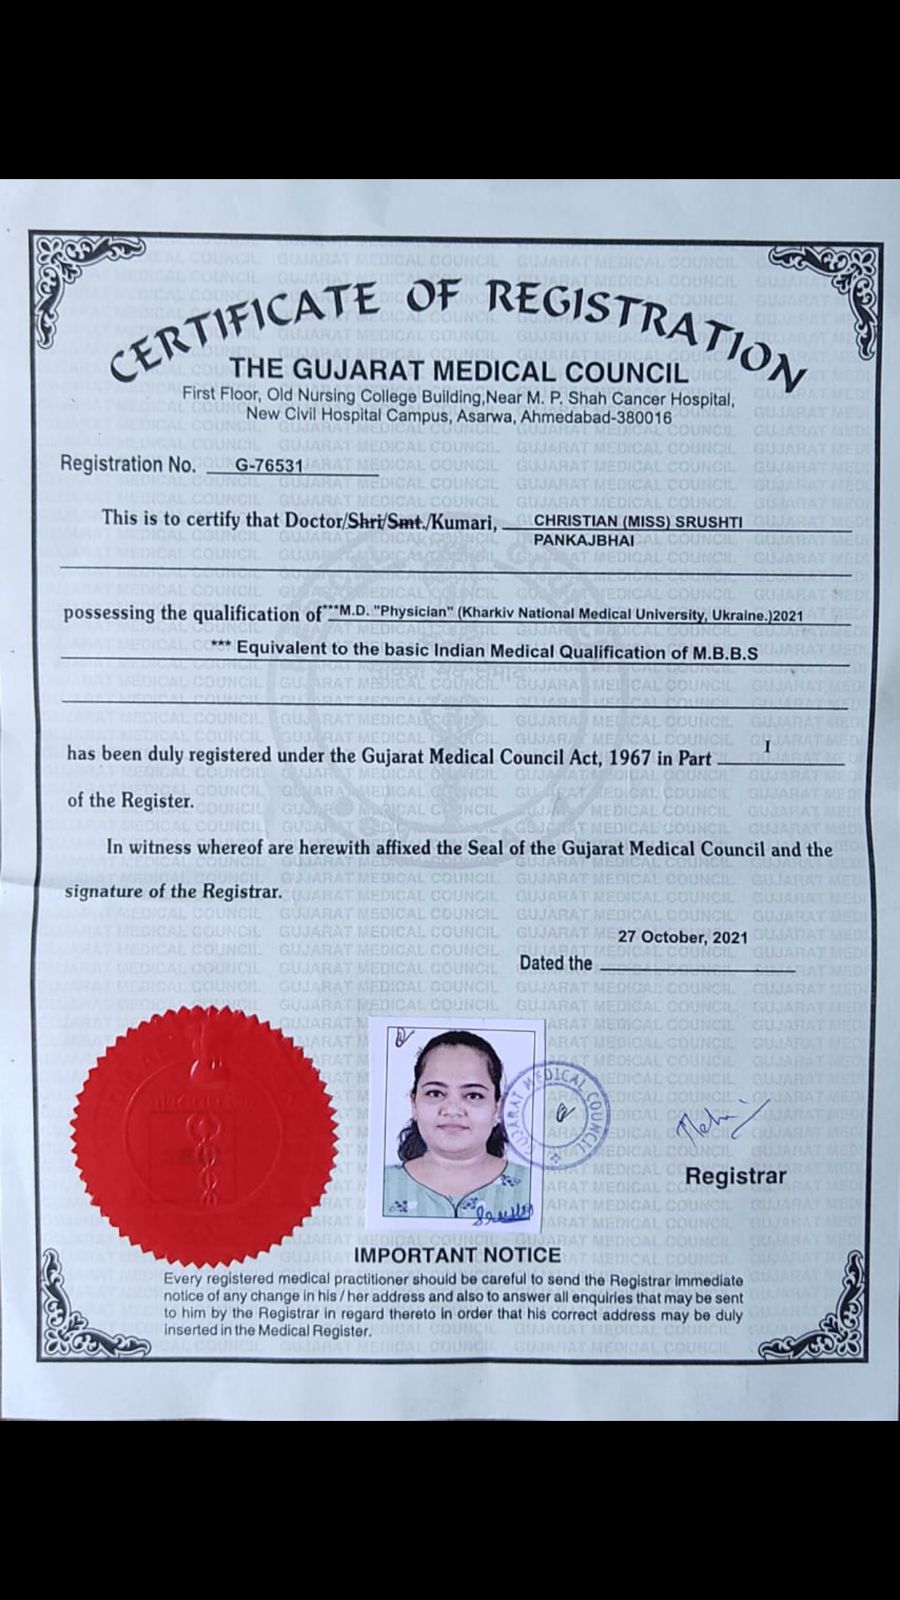 CERTIFICATE OF REGISTRATION
THE GUJARAT MEDICAL COUNCIL
First Floor, Old Nursing College Building,Near M. P. Shah Cancer Hospital,
New Civil Hospital Campus, Asarwa, Ahmedabad-380016
Registration No. G-76531
This is to certify that Doctor/Shri/Smt./Kumari, CHRISTIAN (MISS) SRUSHTI
PANKAJBHAI
possessing the qualification of ***M.D. "Physician" (Kharkiv National Medical University, Ukraine.)2021
*** Equivalent to the basic Indian Medical Qualification of M.B.B.S
has been duly registered under the Gujarat Medical Council Act, 1967 in Part I
of the Register.
In witness whereof are herewith affixed the Seal of the Gujarat Medical Council and the
signature of the Registrar.
27 October, 2021
Dated the
GUJARAT MEDICAL COUNCIL
Registrar
IMPORTANT NOTICE
Every registered medical practitioner should be careful to send the Registrar Immediate
notice of any change in his / her address and also to answer all enquiries that may be sent
to him by the Registrar in regard thereto in order that his correct address may be duly
inserted in the Medical Register.